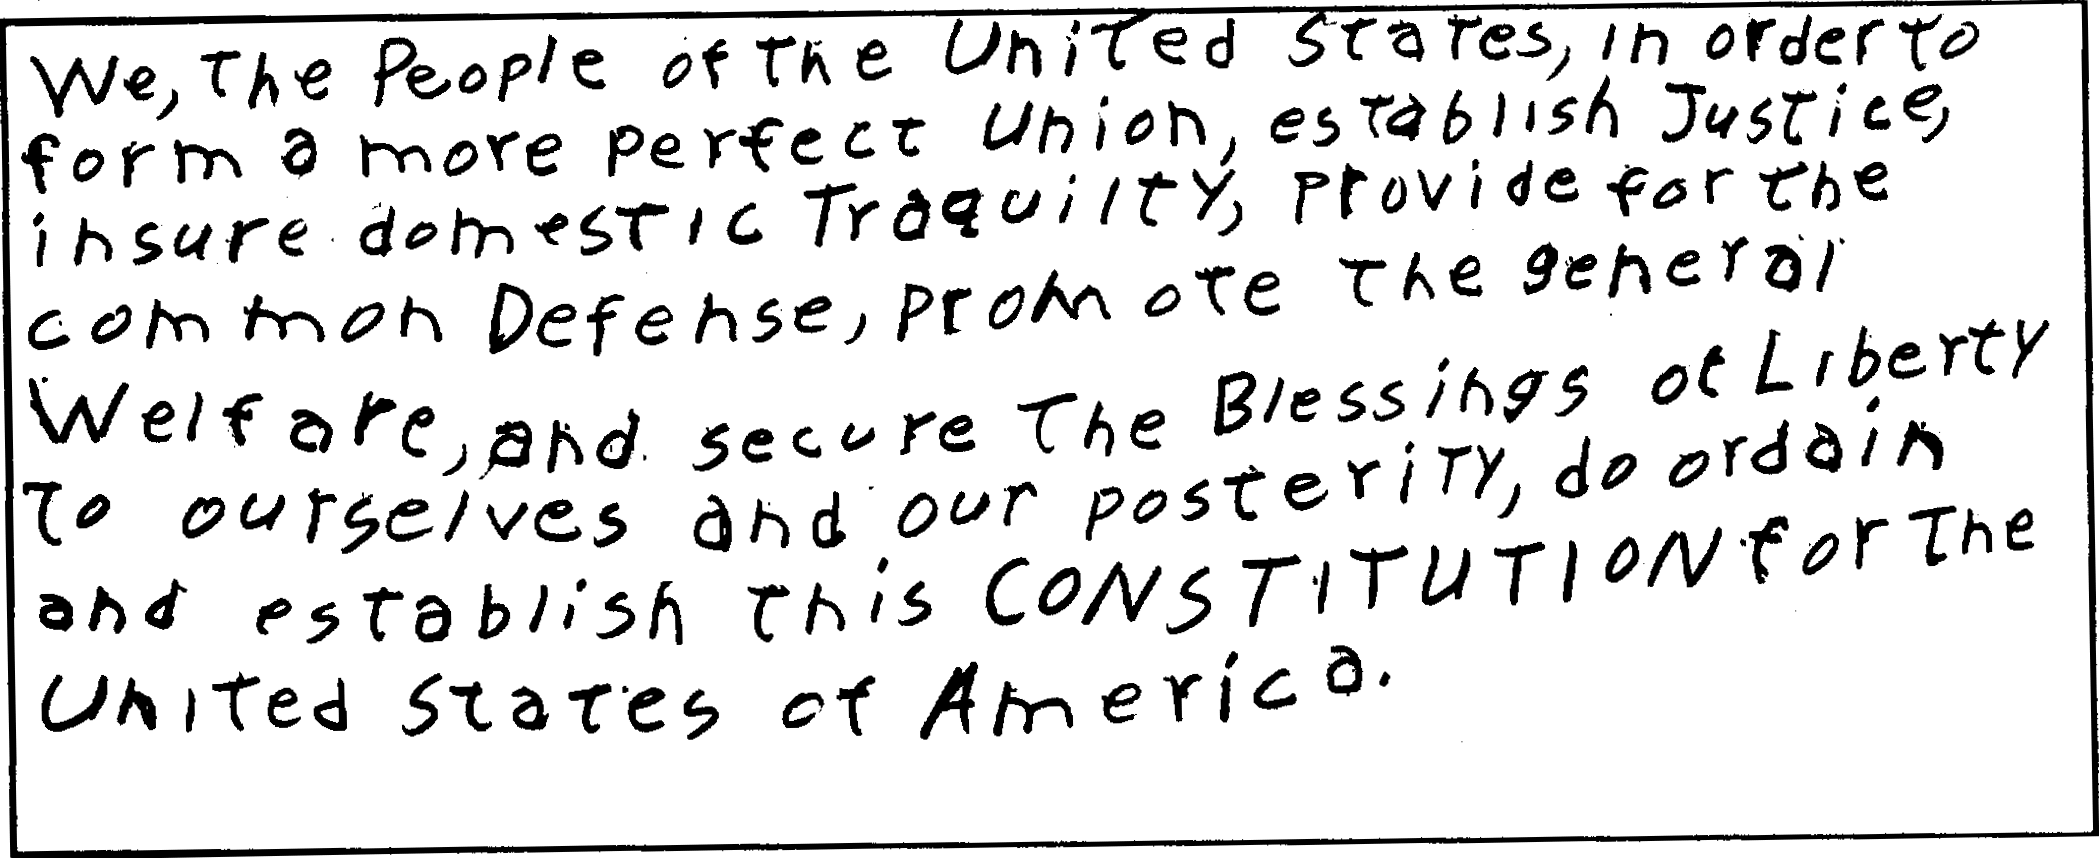 We, the People of the United States, in order to
form a more perfect Union, establish Justice,
insure domestic Traquilty, provide for the
common Defense, promote the general
Welfare, and secure the Blessings of Liberty
to ourselves and our posterity, do ordain
and establish this CONSTITUTION for the
United States of America.